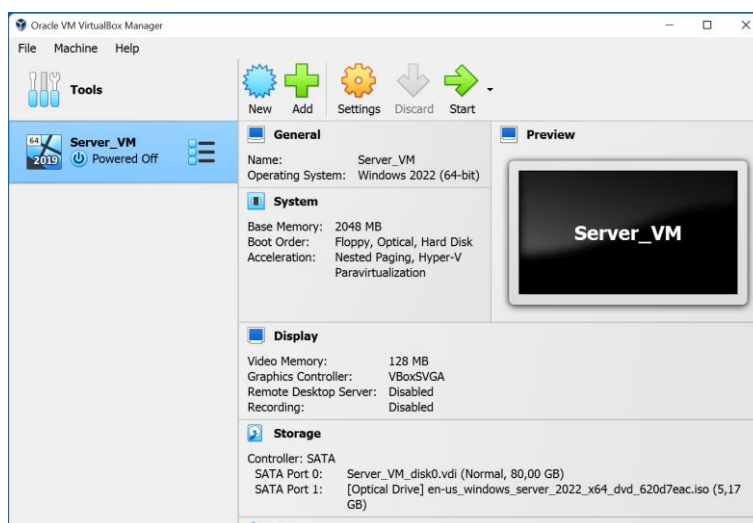 Oracle VM VirtualBox Manager
File Machine Help
Tools
New Add Settings Discard Start
64
2019
Server_VM
Powered Off
General
Name: Server_VM
Operating System: Windows 2022 (64-bit)
Preview
Server_VM
System
Base Memory: 2048 MB
Boot Order: Floppy, Optical, Hard Disk
Acceleration: Nested Paging, Hyper-V
Paravirtualization
Display
Video Memory: 128 MB
Graphics Controller: VBoxSVGA
Remote Desktop Server: Disabled
Recording: Disabled
Storage
Controller: SATA
SATA Port 0: Server_VM_disk0.vdi (Normal, 80,00 GB)
SATA Port 1: [Optical Drive] en-us_windows_server_2022_x64_dvd_620d7eac.iso (5,17
GB)